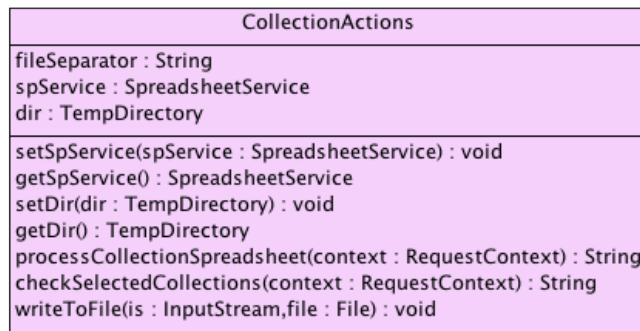 CollectionActions
fileSeparator : String
spService : SpreadsheetService
dir : TempDirectory
setSpService(spService : SpreadsheetService) : void
getSpService() : SpreadsheetService
setDir(dir : TempDirectory) : void
getDir() : TempDirectory
processCollectionSpreadsheet(context : RequestContext) : String
checkSelectedCollections(context : RequestContext) : String
writeToFile(is : InputStream,file : File) : void